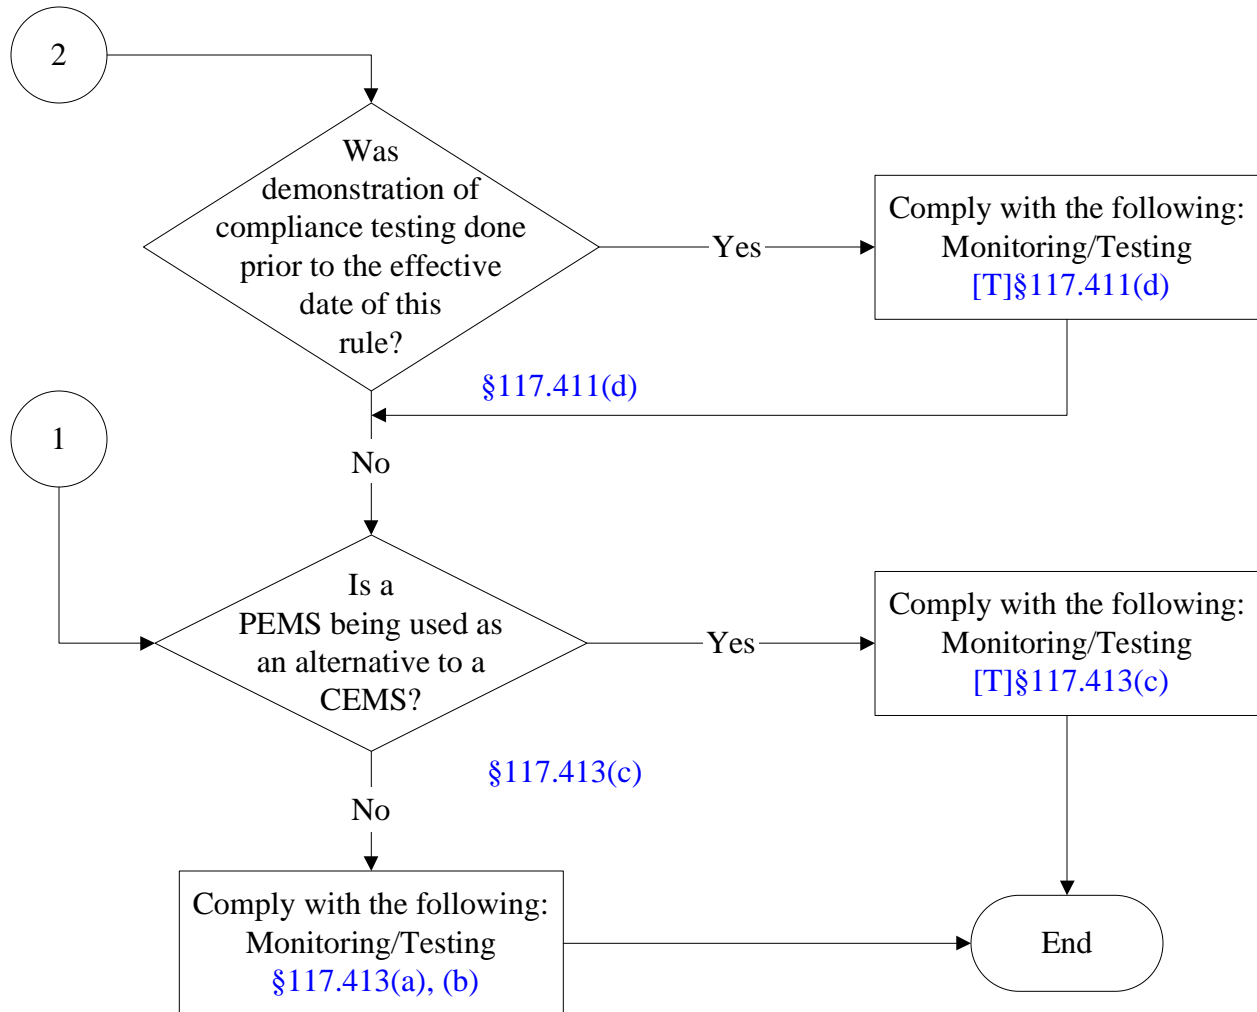 2
Was
demonstration of
compliance testing done
prior to the effective
date of this
rule?
Yes
Comply with the following:
Monitoring/Testing
[T]§117.411(d)
§117.411(d)
1
No
Is a
PEMS being used as
an alternative to a
CEMS?
Yes
Comply with the following:
Monitoring/Testing
[T]§117.413(c)
§117.413(c)
No
Comply with the following:
Monitoring/Testing
§117.413(a), (b)
End